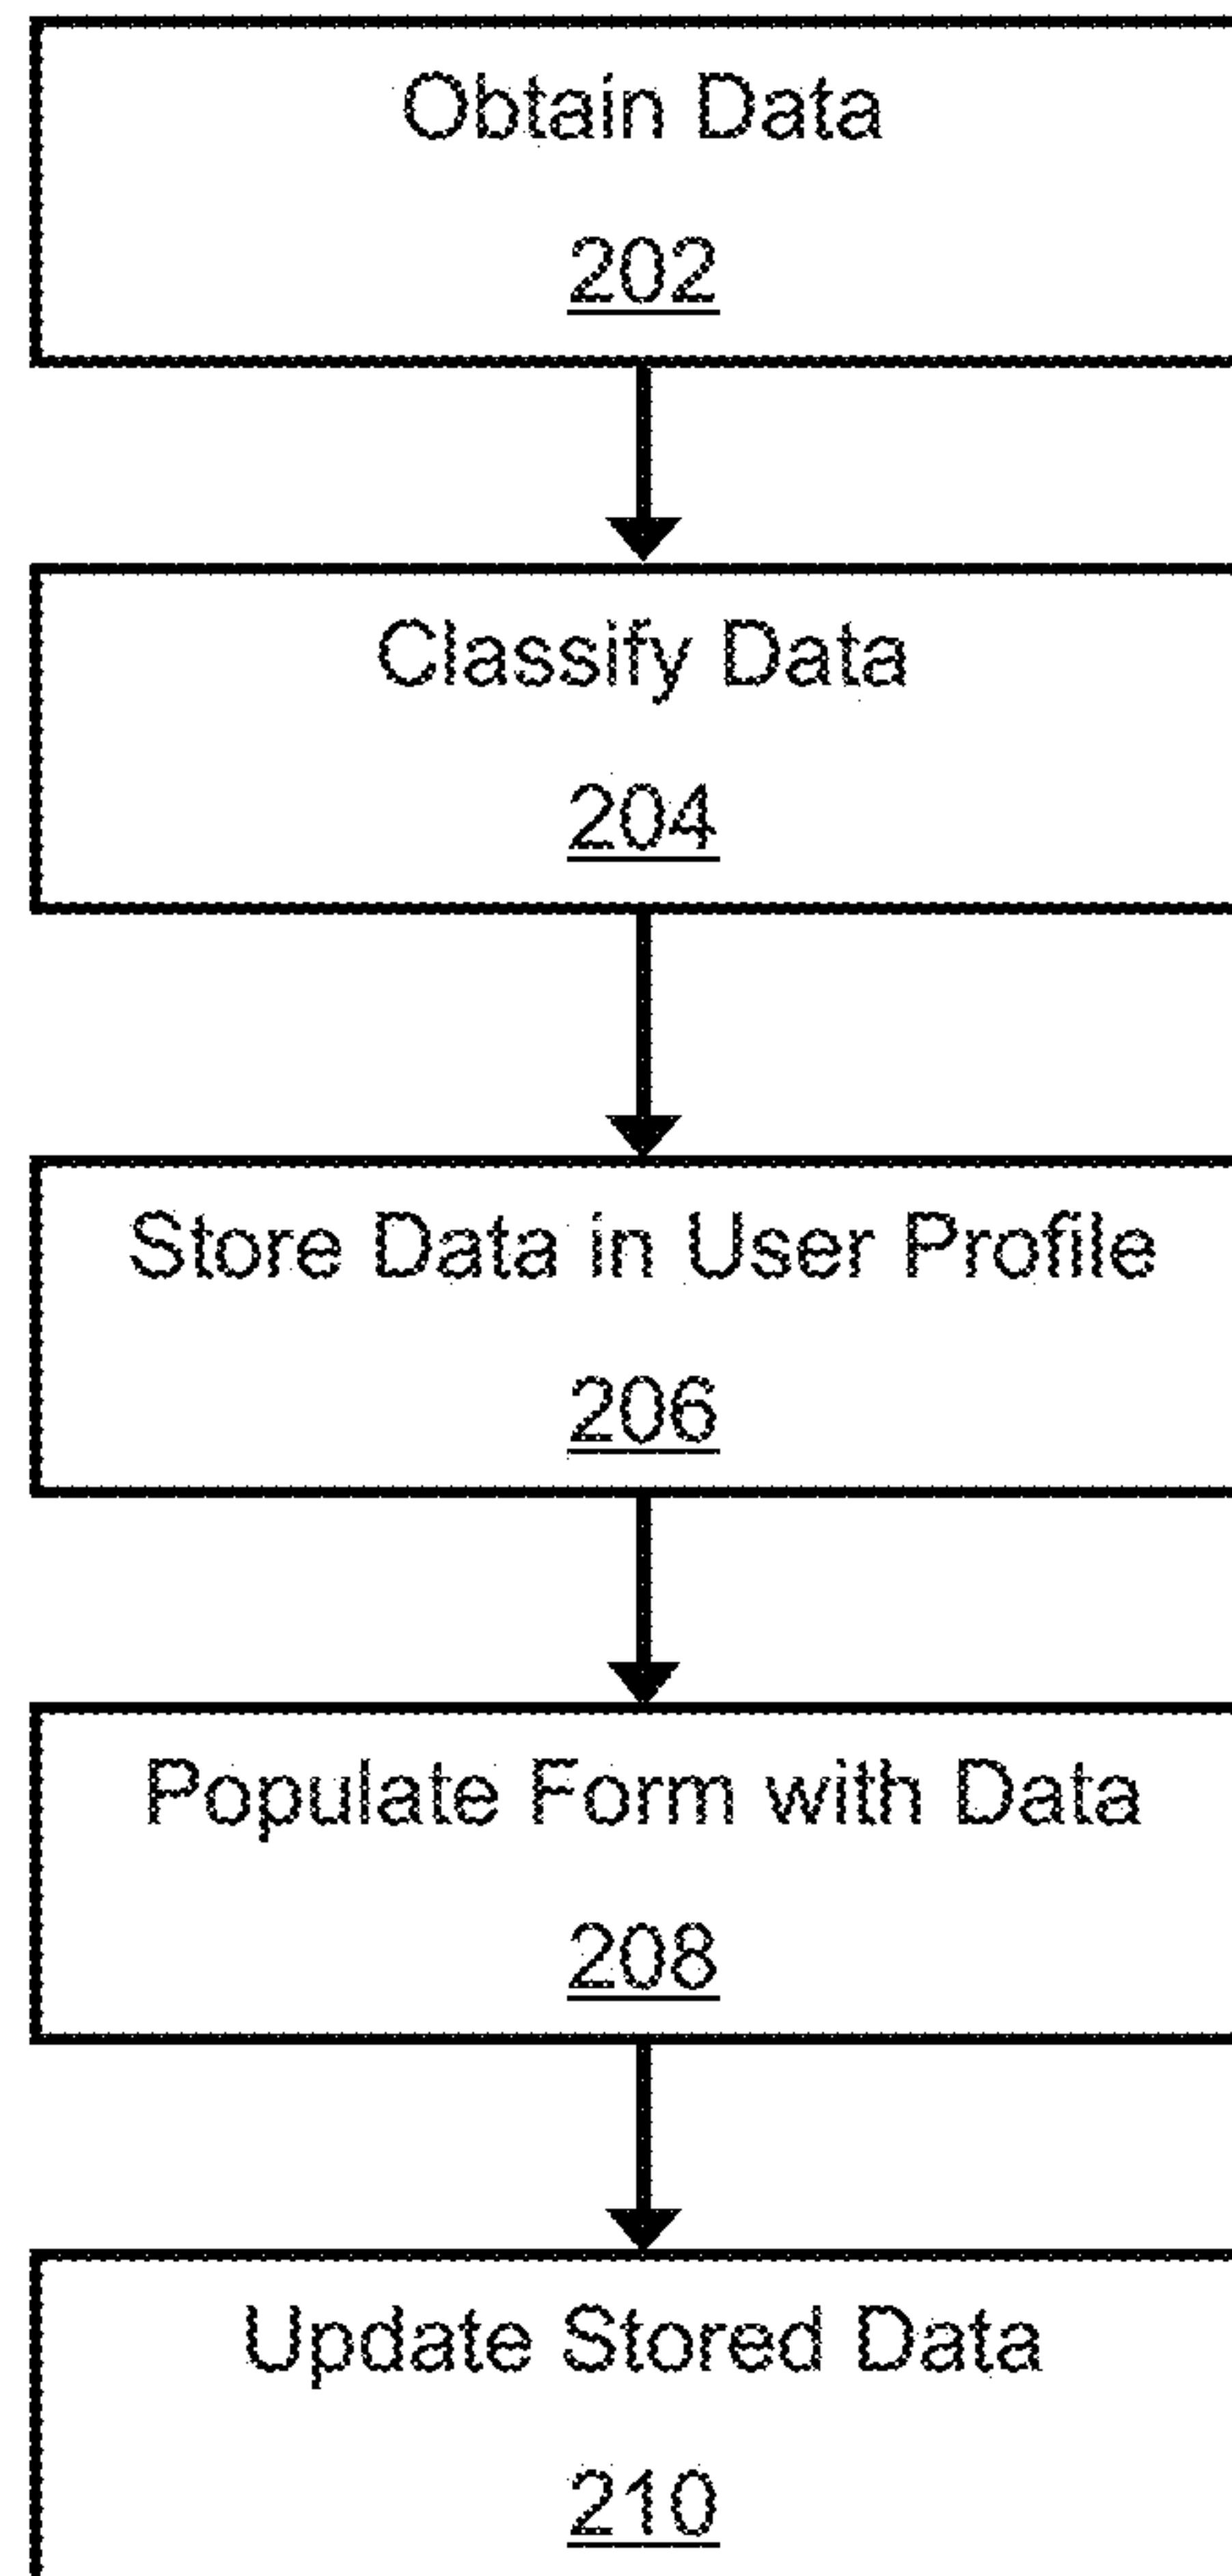 Obtain Data
202
Classify Data
204
Store Data in User Profile
206
Populate Form with Data
208
Update Stored Data
210